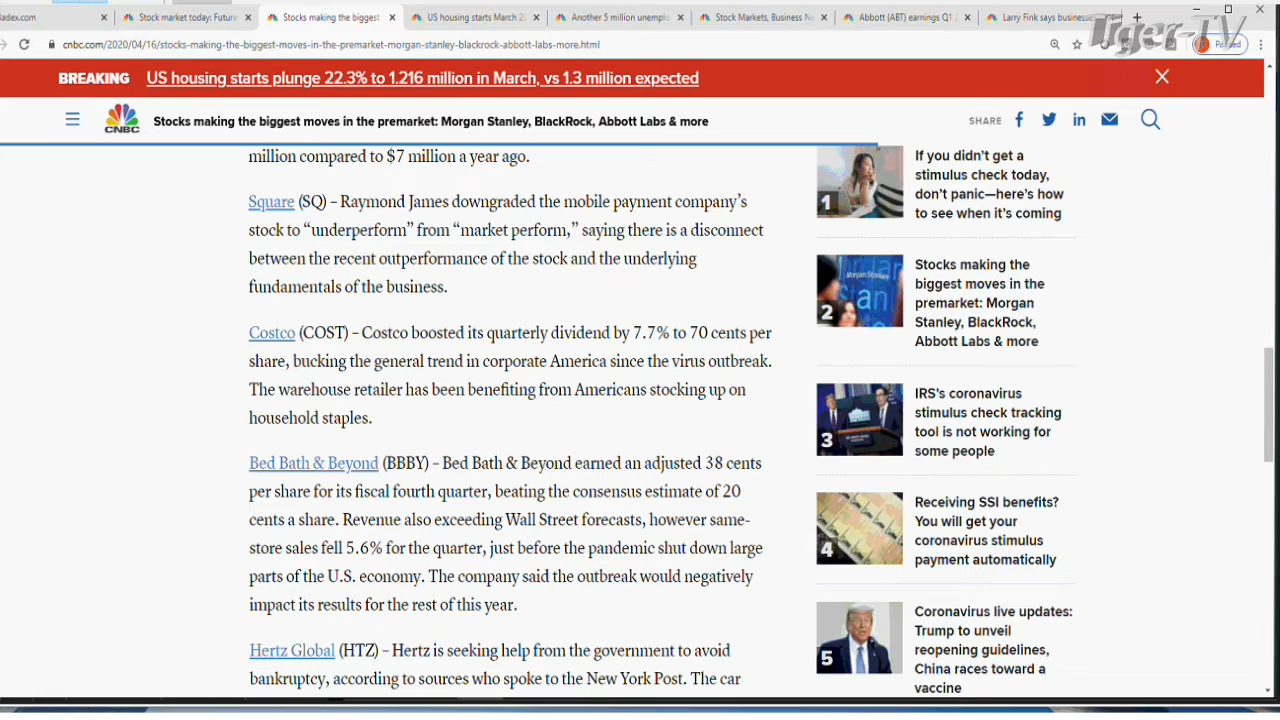 adex.com
Stock market today: Future
Stocks making the biggest
US housing starts March 2
Another 5 million unempl
Stock Markets, Business N
Abbott (ABT) earnings Q1
Larry Fink says business
Tiger-TV
cnbc.com/2020/04/16/stocks-making-the-biggest-moves-in-the-premarket-morgan-stanley-blackrock-abbott-labs-more.html
BREAKING US housing starts plunge 22.3% to 1.216 million in March, vs 1.3 million expected
CNBC
Stocks making the biggest moves in the premarket: Morgan Stanley, BlackRock, Abbott Labs & more
SHARE
million compared to $7 million a year ago.
Square (SQ) – Raymond James downgraded the mobile payment company’s
stock to “underperform” from “market perform,” saying there is a disconnect
between the recent outperformance of the stock and the underlying
fundamentals of the business.
Costco (COST) – Costco boosted its quarterly dividend by 7.7% to 70 cents per
share, bucking the general trend in corporate America since the virus outbreak.
The warehouse retailer has been benefiting from Americans stocking up on
household staples.
Bed Bath & Beyond (BBBY) – Bed Bath & Beyond earned an adjusted 38 cents
per share for its fiscal fourth quarter, beating the consensus estimate of 20
cents a share. Revenue also exceeding Wall Street forecasts, however same-
store sales fell 5.6% for the quarter, just before the pandemic shut down large
parts of the U.S. economy. The company said the outbreak would negatively
impact its results for the rest of this year.
Hertz Global (HTZ) – Hertz is seeking help from the government to avoid
bankruptcy, according to sources who spoke to the New York Post. The car
1
If you didn’t get a
stimulus check today,
don’t panic—here’s how
to see when it’s coming
Morgan Stanley
2
Stocks making the
biggest moves in the
premarket: Morgan
Stanley, BlackRock,
Abbott Labs & more
3
IRS’s coronavirus
stimulus check tracking
tool is not working for
some people
4
Receiving SSI benefits?
You will get your
coronavirus stimulus
payment automatically
5
Coronavirus live updates:
Trump to unveil
reopening guidelines,
China races toward a
vaccine